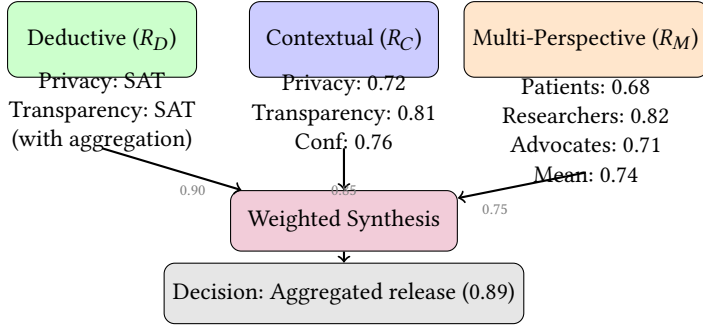 Deductive (R_D)
Privacy: SAT
Transparency: SAT
(with aggregation)
Contextual (R_C)
Privacy: 0.72
Transparency: 0.81
Conf: 0.76
Multi-Perspective (R_M)
Patients: 0.68
Researchers: 0.82
Advocates: 0.71
Mean: 0.74
0.90
0.85
0.75
Weighted Synthesis
Decision: Aggregated release (0.89)